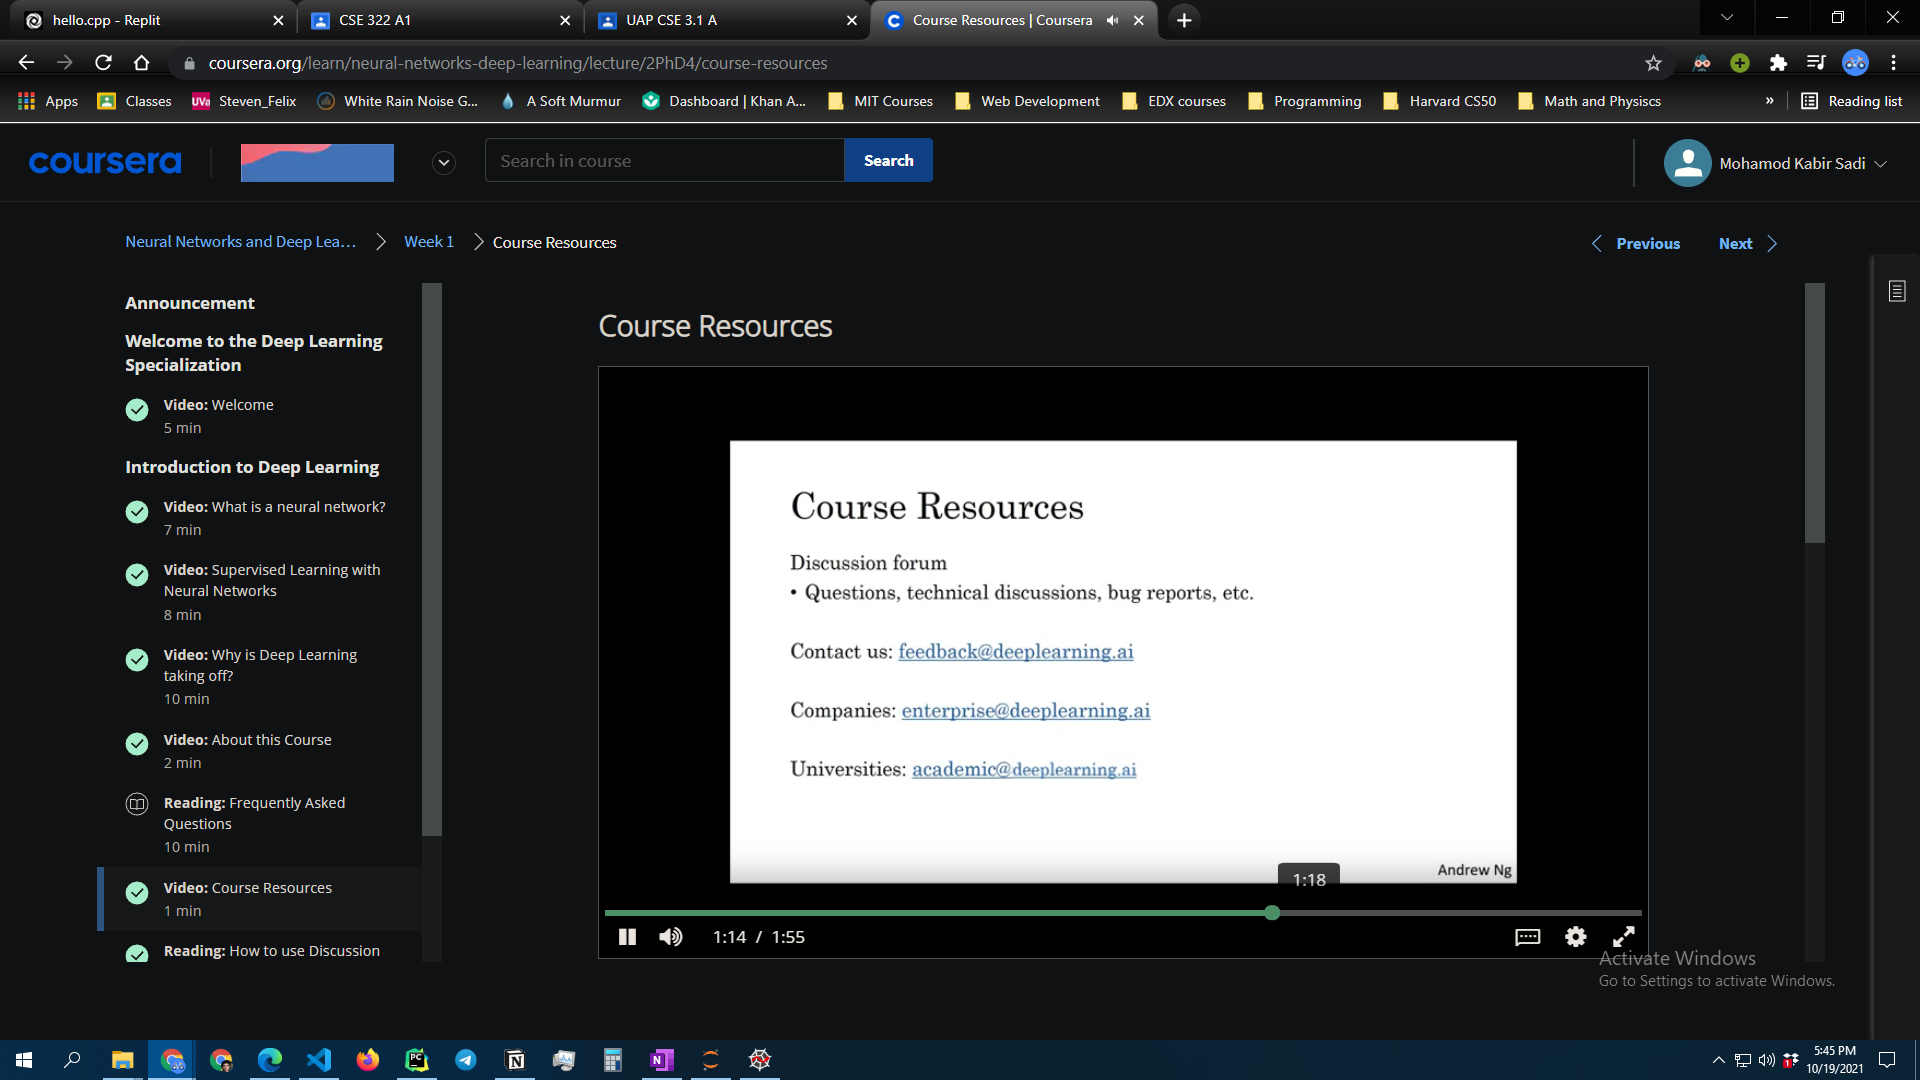 hello.cpp - Replit
CSE 322 A1
UAP CSE 3.1 A
Course Resources | Coursera
coursera.org/learn/neural-networks-deep-learning/lecture/2PhD4/course-resources
Apps
Classes
Steven_Felix
White Rain Noise G...
A Soft Murmur
Dashboard | Khan A...
MIT Courses
Web Development
EDX courses
Programming
Harvard CS50
Math and Physiscs
»
Reading list
coursera
Search in course
Search
Mohamod Kabir Sadi
Neural Networks and Deep Lea...
Week 1
Course Resources
Previous
Next
Announcement
Welcome to the Deep Learning
Specialization
Video: Welcome
5 min
Introduction to Deep Learning
Video: What is a neural network?
7 min
Video: Supervised Learning with
Neural Networks
8 min
Video: Why is Deep Learning
taking off?
10 min
Video: About this Course
2 min
Reading: Frequently Asked
Questions
10 min
Video: Course Resources
1 min
Reading: How to use Discussion
Course Resources
Course Resources
Discussion forum
• Questions, technical discussions, bug reports, etc.
Contact us: feedback@deeplearning.ai
Companies: enterprise@deeplearning.ai
Universities: academic@deeplearning.ai
Andrew Ng
1:18
1:14 / 1:55
Activate Windows
Go to Settings to activate Windows.
5:45 PM
10/19/2021